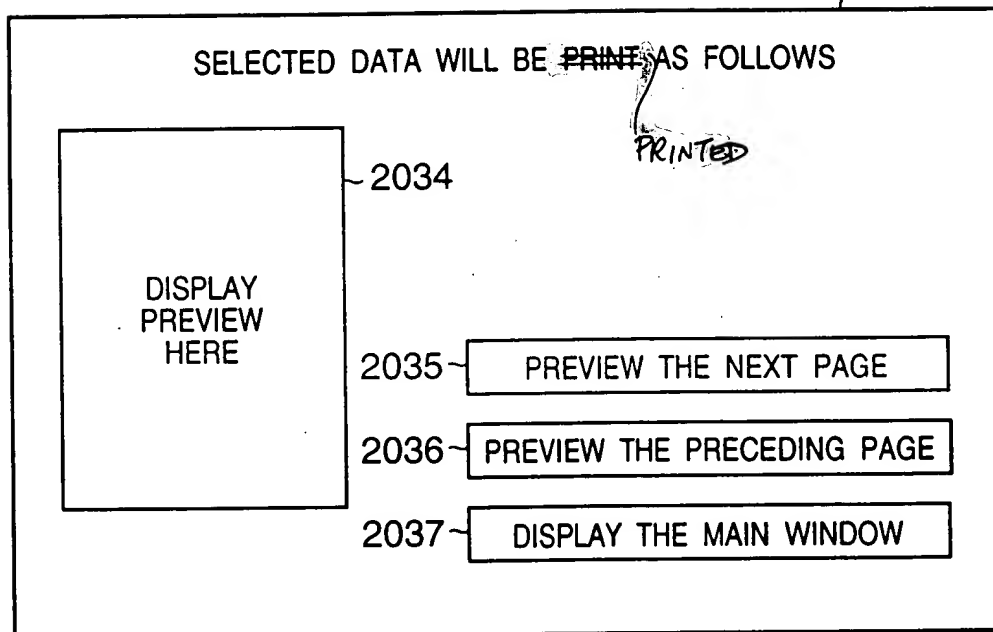 SELECTED DATA WILL BE PRINT AS FOLLOWS
PRINTED
2034
DISPLAY
PREVIEW
HERE
2035 PREVIEW THE NEXT PAGE
2036 PREVIEW THE PRECEDING PAGE
2037 DISPLAY THE MAIN WINDOW